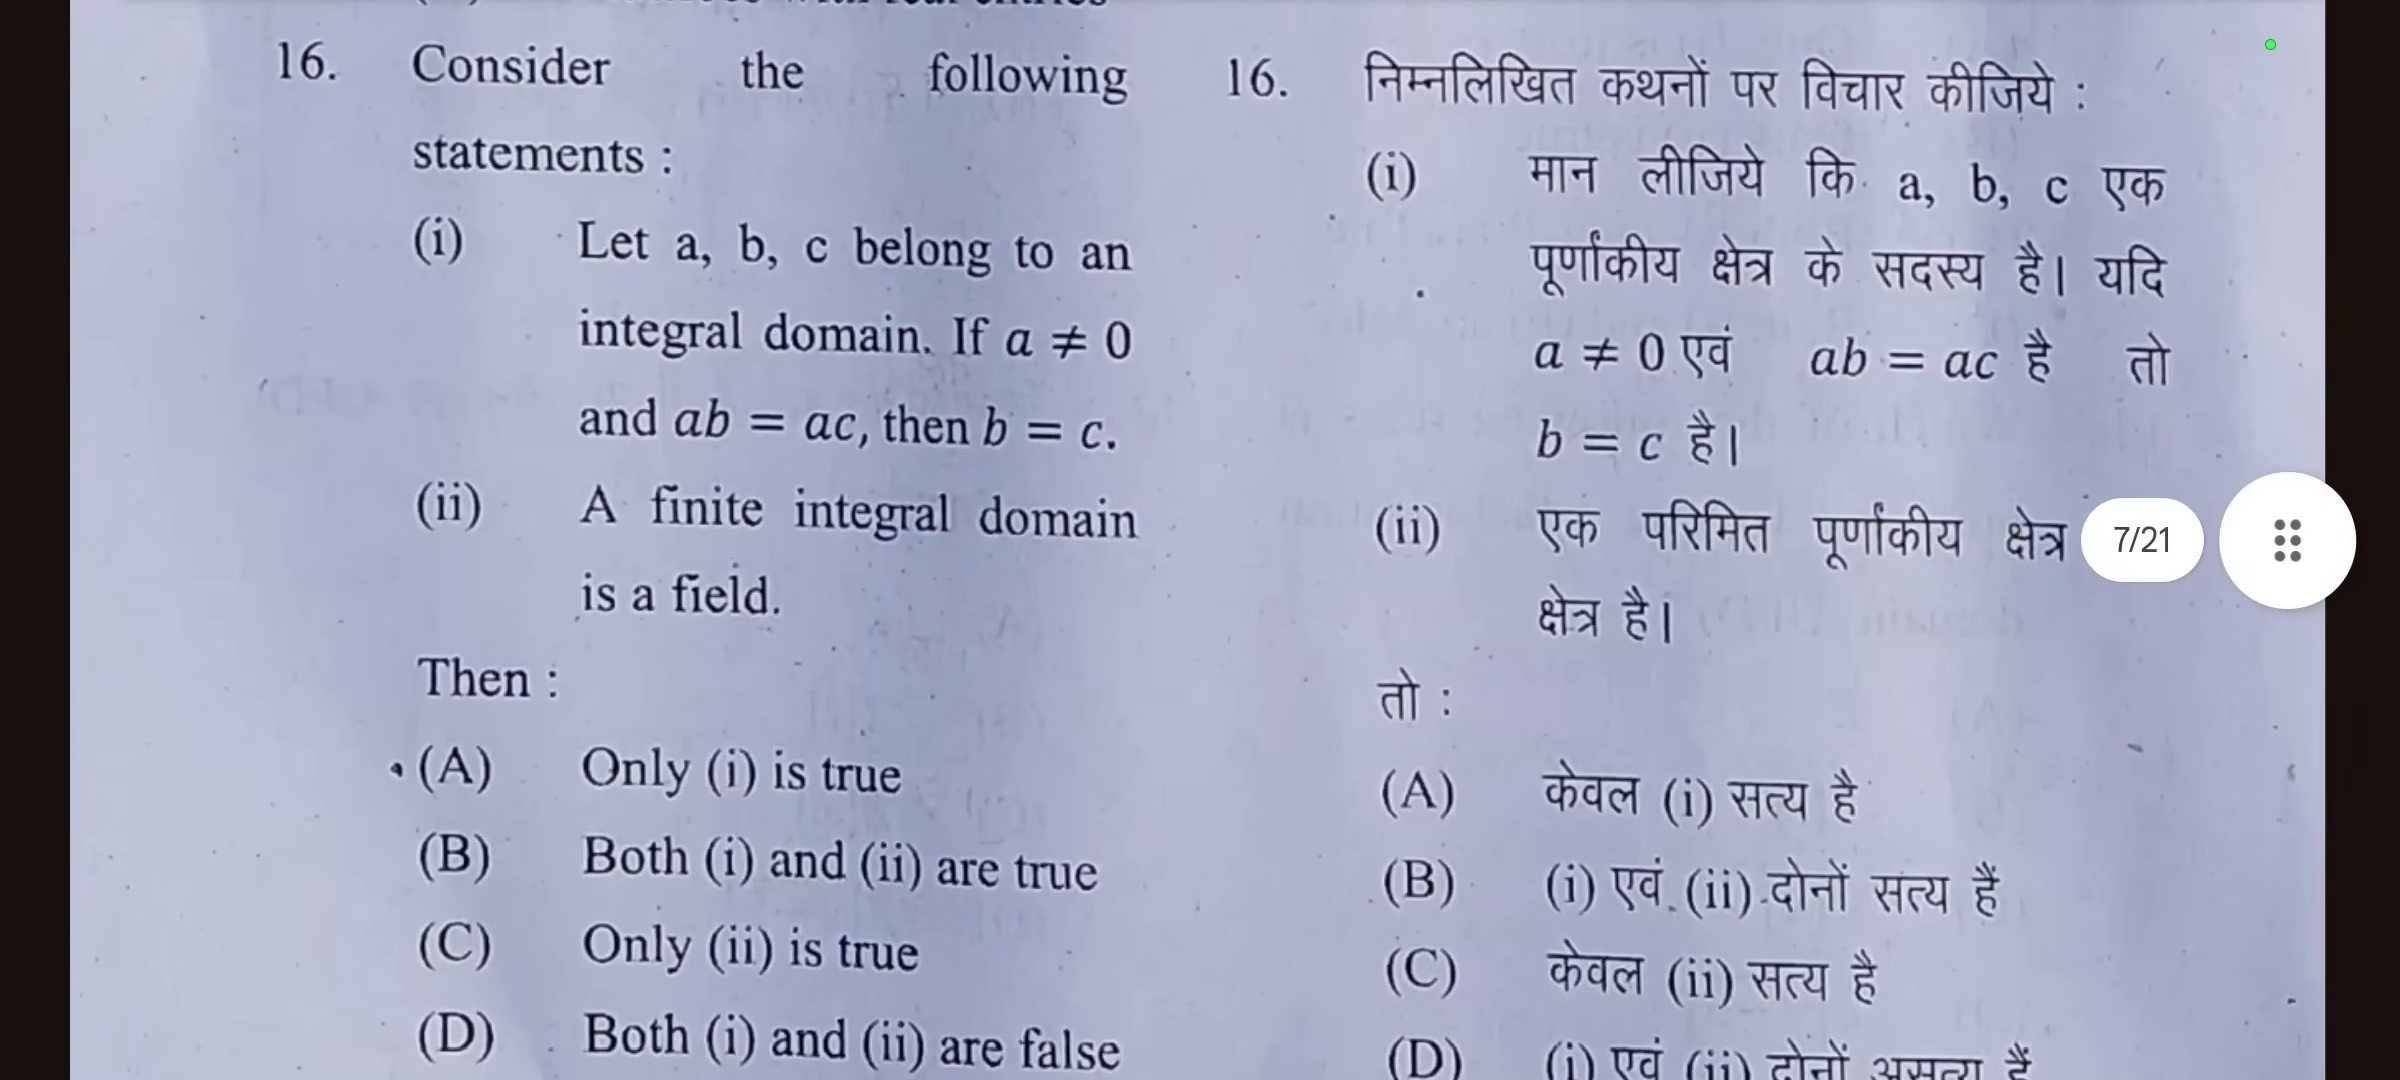 16. Consider the following
statements :
(i) Let a, b, c belong to an
integral domain. If a ≠ 0
and ab = ac, then b = c.
(ii) A finite integral domain
is a field.
Then :
(A) Only (i) is true
(B) Both (i) and (ii) are true
(C) Only (ii) is true
(D) Both (i) and (ii) are false
16. निम्नलिखित कथनों पर विचार कीजिये :
(i) मान लीजिये कि a, b, c एक
पूर्णांकीय क्षेत्र के सदस्य है। यदि
a ≠ 0 एवं ab = ac है तो
b = c है।
(ii) एक परिमित पूर्णांकीय क्षेत्र
क्षेत्र है।
तो :
(A) केवल (i) सत्य है
(B) (i) एवं (ii) दोनों सत्य हैं
(C) केवल (ii) सत्य है
(D) (i) एवं (ii) दोनों असत्य हैं
7/21